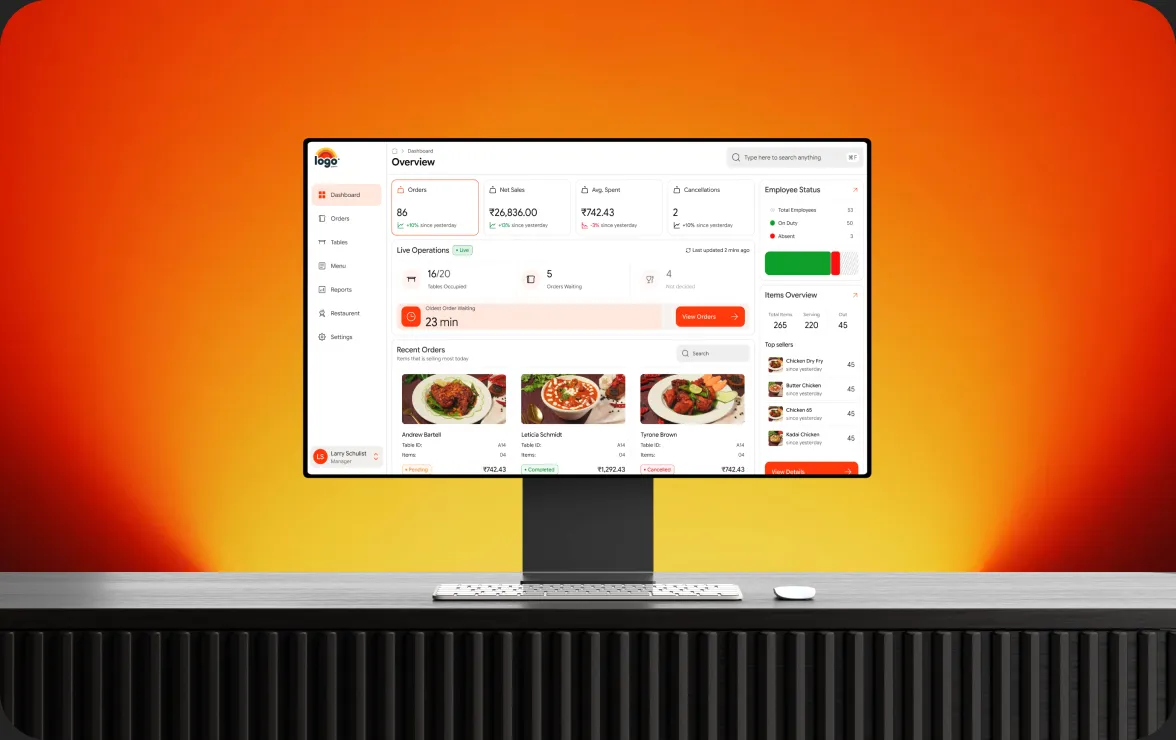 logo
Dashboard
Orders
Tables
Menu
Reports
Restaurent
Settings
LS
Larry Schulist
Manager
> Dashboard
Overview
Type here to search anything
⌘F
Orders
86
+10% since yesterday
Net Sales
₹26,836.00
+13% since yesterday
Avg. Spent
₹742.43
-3% since yesterday
Cancellations
2
+10% since yesterday
Live Operations
• Live
Last updated 2 mins ago
16/20
Tables Occupied
5
Orders Waiting
4
Oldest Order Waiting
23 min
View Orders
Recent Orders
Items that is selling most today
Search
Andrew Bartell
Table ID: A14
Items: 04
• Pending ₹742.43
Leticia Schmidt
Table ID: A14
Items: 04
• Completed ₹1,292.43
Tyrone Brown
Table ID: A14
Items: 04
• Canceled ₹742.43
Employee Status
Total Employees
On Duty 50
Absent 3
Items Overview
Total Items Serving Out
265 220 45
Top sellers
Chicken Dry Fry
since yesterday
45
Butter Chicken
since yesterday
45
Chicken 65
since yesterday
45
Kadai Chicken
since yesterday
45
View Details